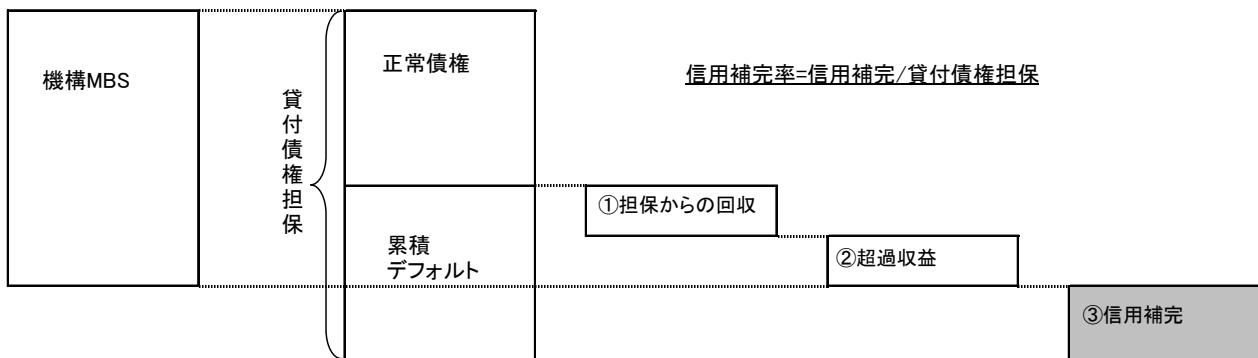 機構MBS
貸付債権担保
正常債権
信用補完率=信用補完/貸付債権担保
累積
デフォルト
①担保からの回収
②超過収益
③信用補完